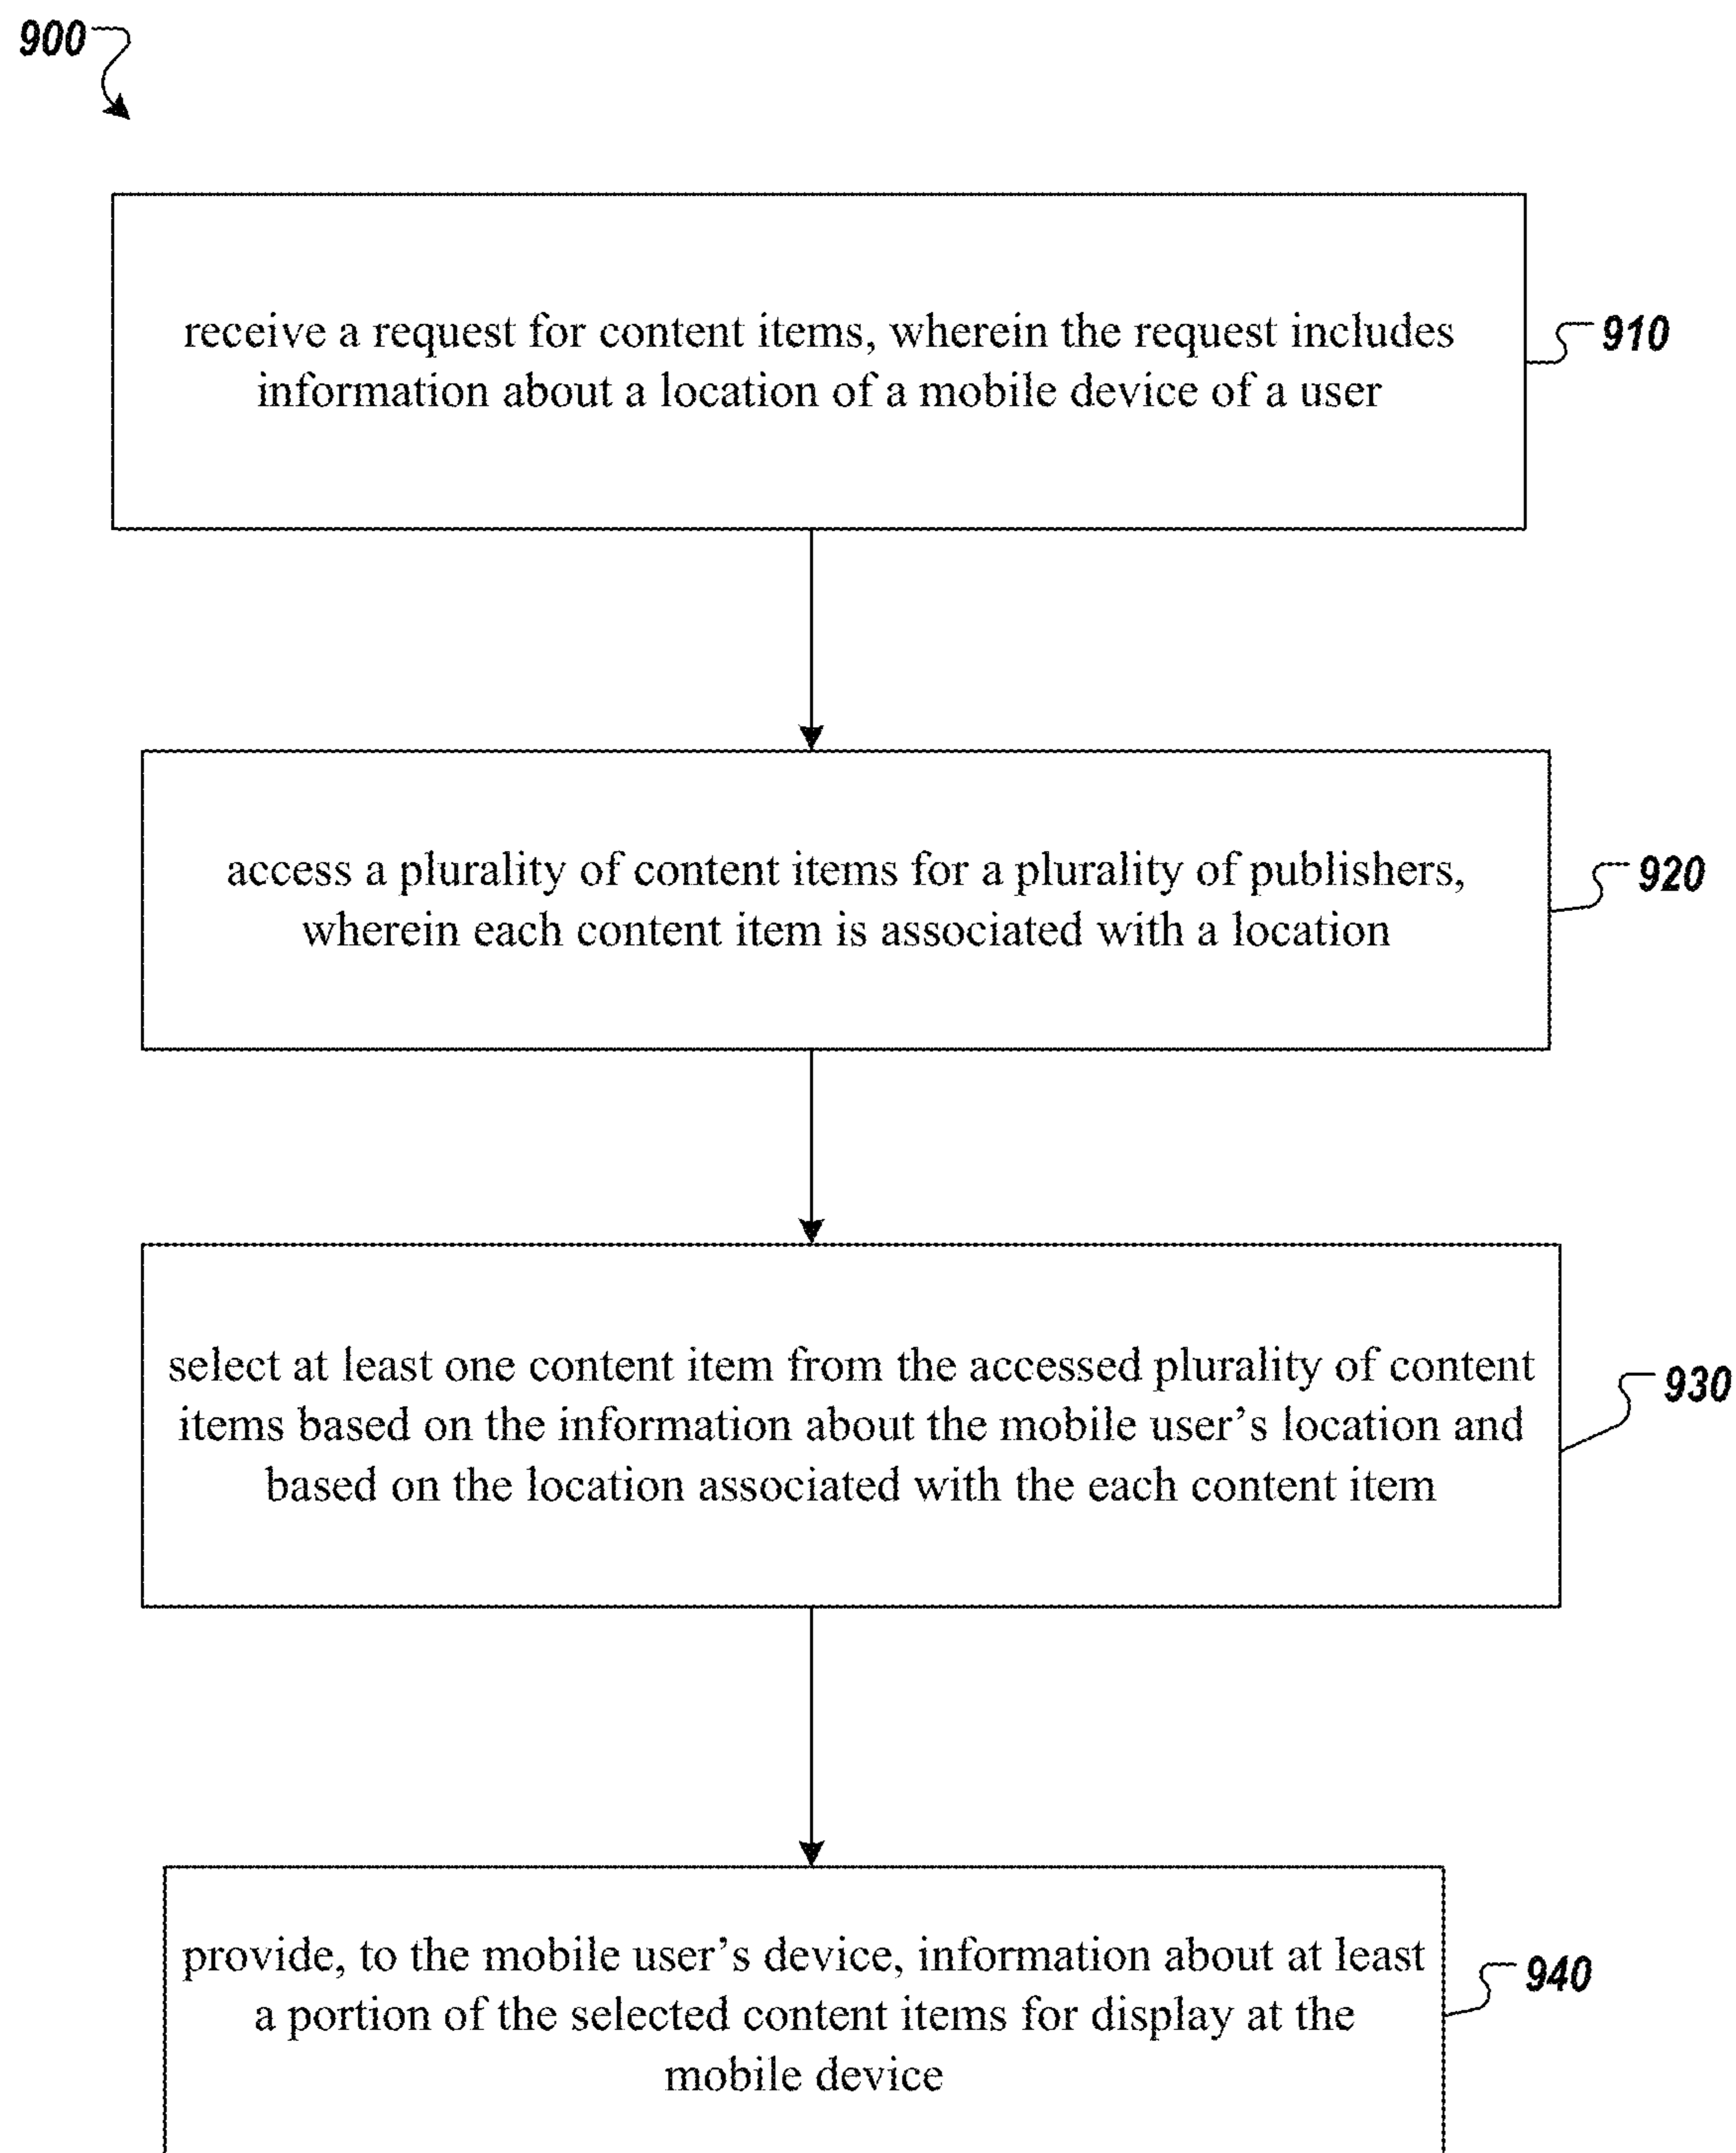 900
receive a request for content items, wherein the request includes
information about a location of a mobile device of a user
910
access a plurality of content items for a plurality of publishers,
wherein each content item is associated with a location
920
select at least one content item from the accessed plurality of content
items based on the information about the mobile user’s location and
based on the location associated with the each content item
930
provide, to the mobile user’s device, information about at least
a portion of the selected content items for display at the
mobile device
940